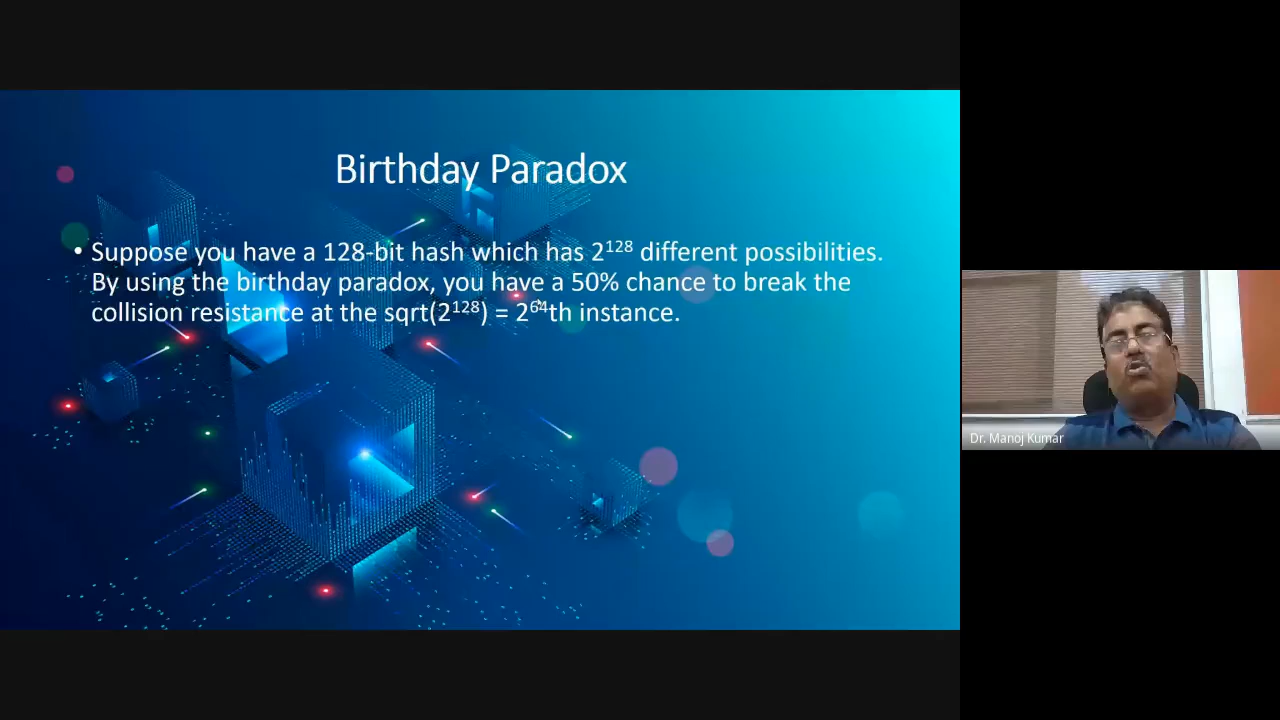 Birthday Paradox
• Suppose you have a 128-bit hash which has 2¹²⁸ different possibilities.
By using the birthday paradox, you have a 50% chance to break the
collision resistance at the sqrt(2¹²⁸) = 2⁶⁴th instance.
Dr. Manoj Kumar